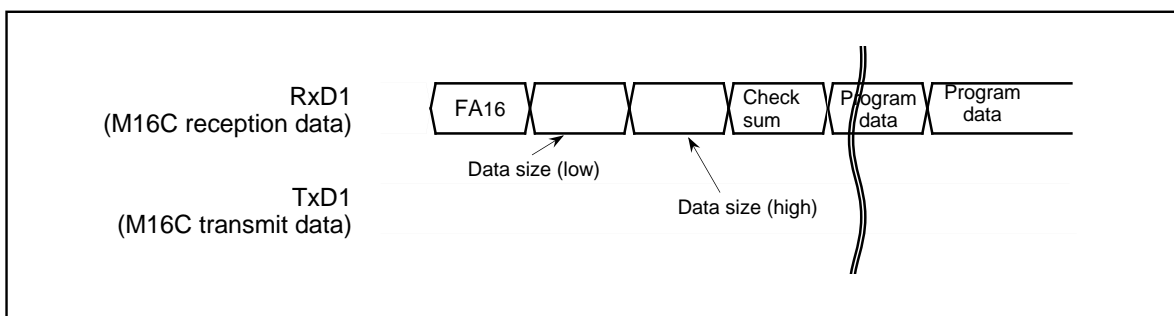 RxD1
(M16C reception data)
FA16
Check
sum
Program
data
Program
data
Data size (low)
Data size (high)
TxD1
(M16C transmit data)